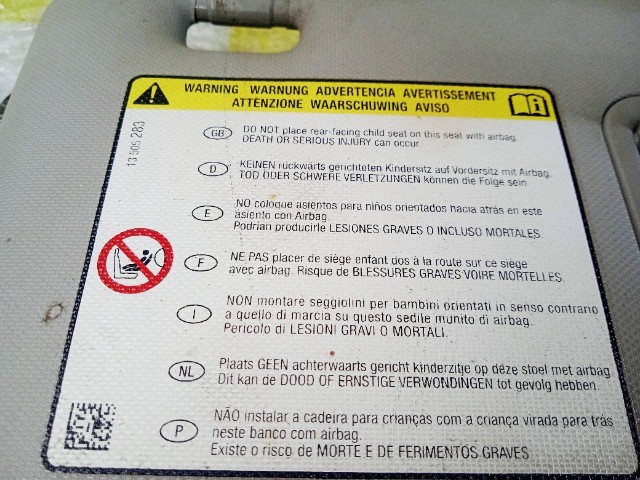 WARNING WARNUNG ADVERTENCIA AVERTISSEMENT
ATTENZIONE WAARSCHUWING AVISO
13 505 283
GB DO NOT place rear-facing child seat on this seat with airbag.
DEATH OR SERIOUS INJURY can occur.
D KEINEN rückwärts gerichteten Kindersitz auf Vordersitz mit Airbag.
TOD ODER SCHWERE VERLETZUNGEN können die Folge sein.
E NO coloque asientos para niños orientados hacia atrás en este
asiento con Airbag.
Podrían producirle LESIONES GRAVES O INCLUSO MORTALES.
F NE PAS placer de siège enfant dos à la route sur ce siège
avec airbag. Risque de BLESSURES GRAVES VOIRE MORTELLES.
I NON montare seggiolini per bambini orientati in senso contrario
a quello di marcia su questo sedile munito di airbag.
Pericolo di LESIONI GRAVI O MORTALI.
NL Plaats GEEN achterwaarts gericht kinderzitje op deze stoel met airbag.
Dit kan de DOOD OF ERNSTIGE VERWONDINGEN tot gevolg hebben.
P NÃO instalar a cadeira para crianças com a criança virada para trás
neste banco com airbag.
Existe o risco de MORTE E DE FERIMENTOS GRAVES